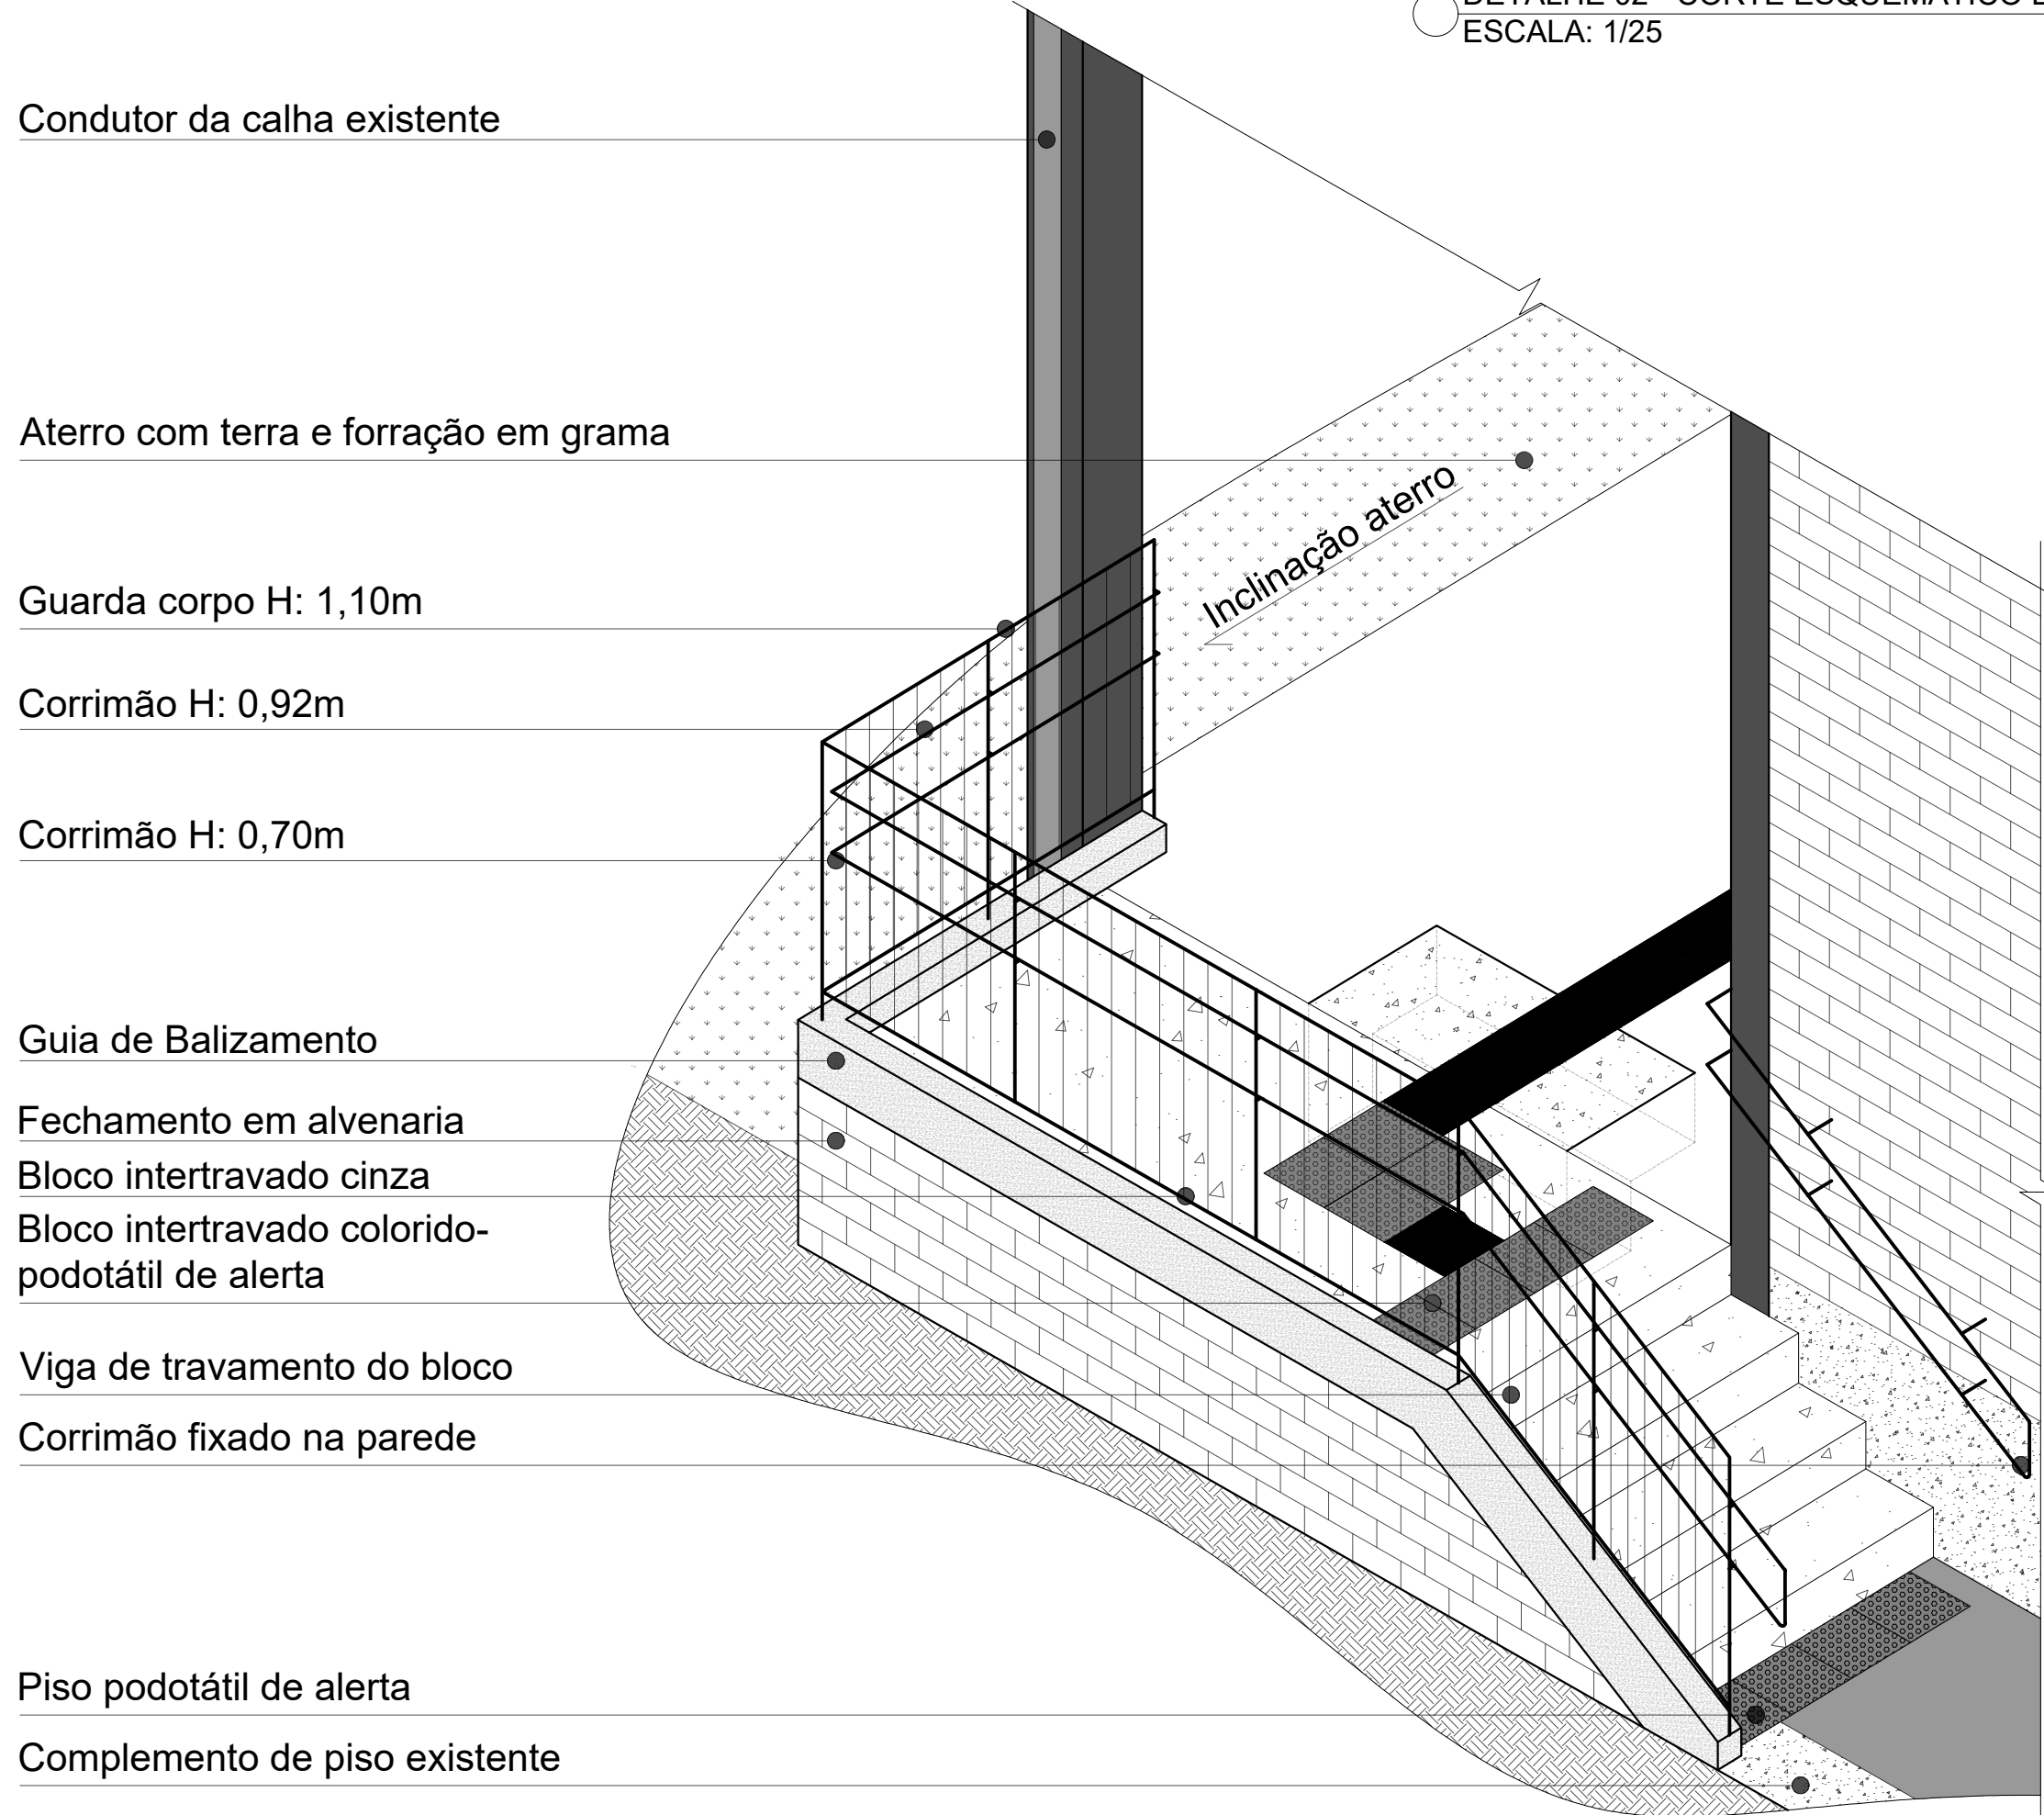 ESCALA: 1/25
Condutor da calha existente
Aterro com terra e forração em grama
Inclinação aterro
Guarda corpo H: 1,10m
Corrimão H: 0,92m
Corrimão H: 0,70m
Guia de Balizamento
Fechamento em alvenaria
Bloco intertravado cinza
Bloco intertravado colorido-
podotátil de alerta
Viga de travamento do bloco
Corrimão fixado na parede
Piso podotátil de alerta
Complemento de piso existente